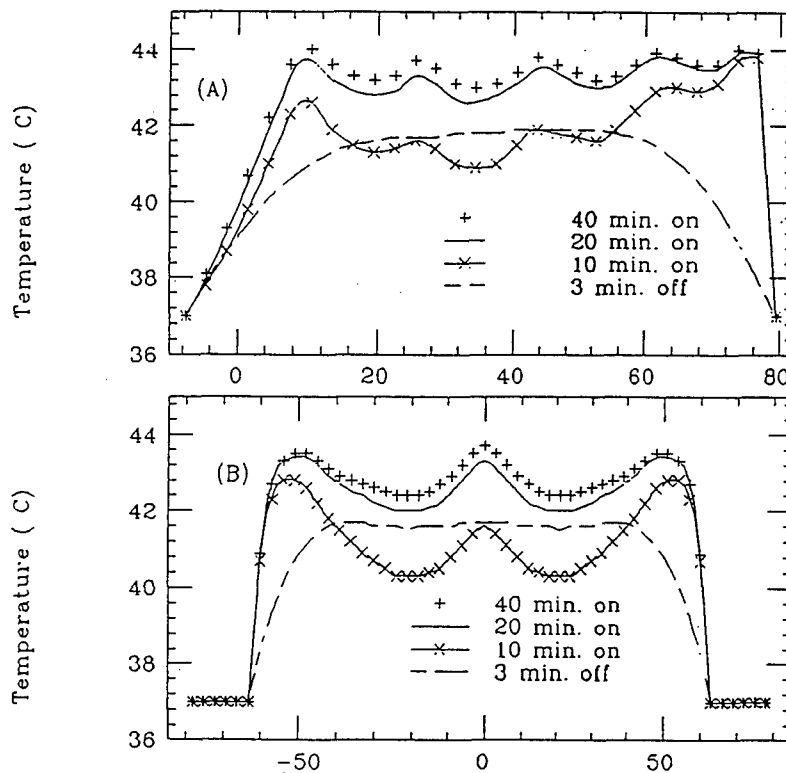 44
42
40
38
36
Temperature ( C)
(A)
40 min. on
20 min. on
10 min. on
3 min. off
0
20
40
60
80
44
42
40
38
36
Temperature ( C)
(B)
40 min. on
20 min. on
10 min. on
3 min. off
-50
0
50